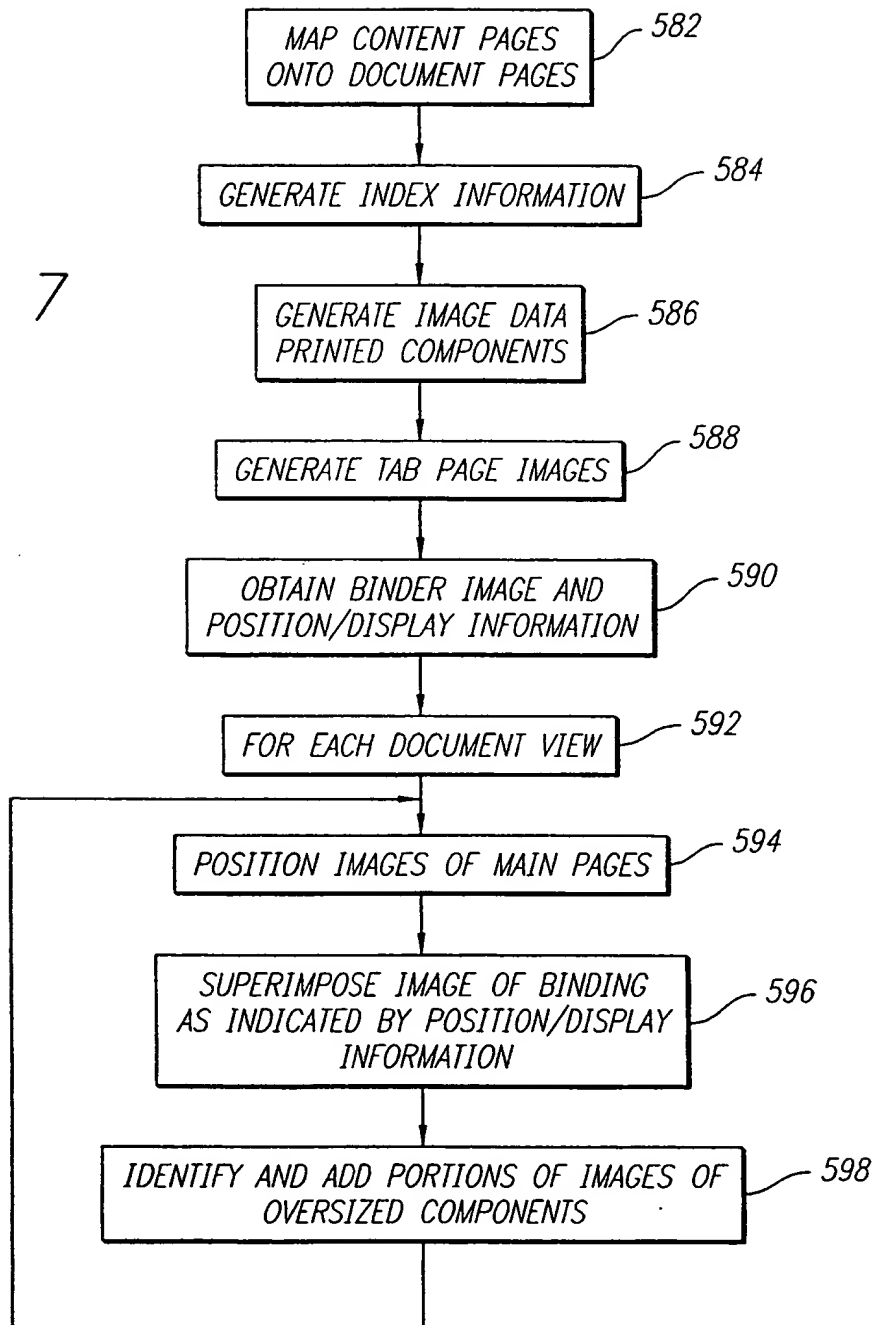 MAP CONTENT PAGES
ONTO DOCUMENT PAGES
582
GENERATE INDEX INFORMATION
584
7
GENERATE IMAGE DATA
PRINTED COMPONENTS
586
GENERATE TAB PAGE IMAGES
588
OBTAIN BINDER IMAGE AND
POSITION/DISPLAY INFORMATION
590
FOR EACH DOCUMENT VIEW
592
POSITION IMAGES OF MAIN PAGES
594
SUPERIMPOSE IMAGE OF BINDING
AS INDICATED BY POSITION/DISPLAY
INFORMATION
596
IDENTIFY AND ADD PORTIONS OF IMAGES OF
OVERSIZED COMPONENTS
598